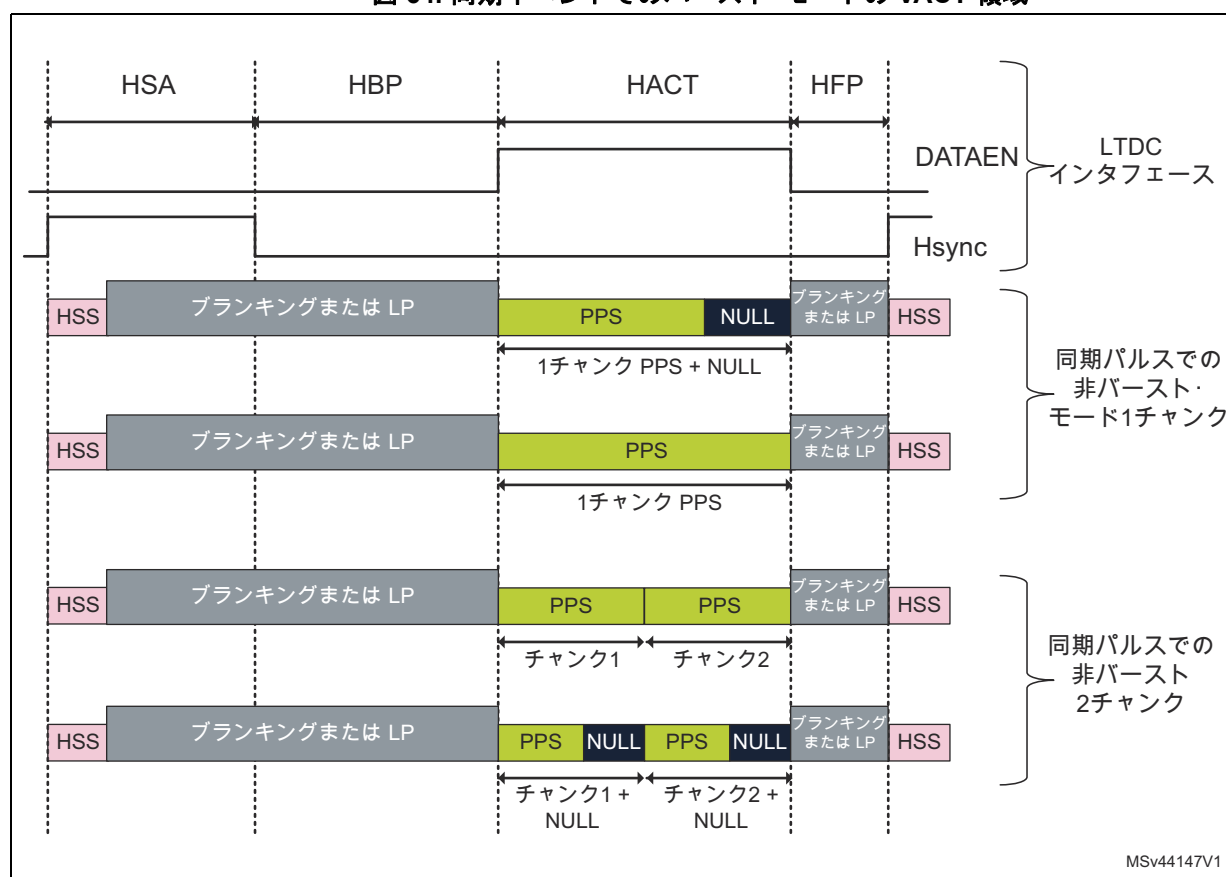 HSA HBP HACT HFP
DATAEN
LTDC
インタフェース
Hsync
HSS ブランキングまたは LP PPS NULL ブランキング
または LP HSS
1チャンク PPS + NULL
同期パルスでの
非バースト・
モード1チャンク
HSS ブランキングまたは LP PPS ブランキング
または LP HSS
1チャンク PPS
HSS ブランキングまたは LP PPS PPS ブランキング
または LP HSS
チャンク1 チャンク2
同期パルスでの
非バースト
2チャンク
HSS ブランキングまたは LP PPS NULL PPS NULL ブランキング
または LP HSS
チャンク1 +
NULL
チャンク2 +
NULL
MSv44147V1